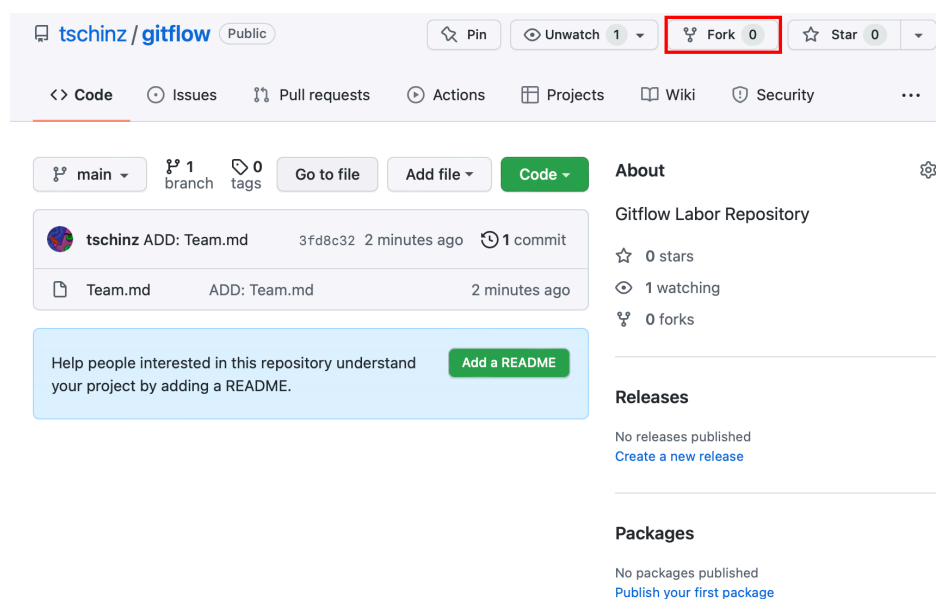 tschinz / gitflow Public Pin Unwatch 1 Fork 0 Star 0
Code Issues Pull requests Actions Projects Wiki Security ...
main 1 branch 0 tags Go to file Add file Code
tschinz ADD: Team.md 3fd8c32 2 minutes ago 1 commit
Team.md ADD: Team.md 2 minutes ago
Help people interested in this repository understand
your project by adding a README.
Add a README
About
Gitflow Labor Repository
0 stars
1 watching
0 forks
Releases
No releases published
Create a new release
Packages
No packages published
Publish your first package